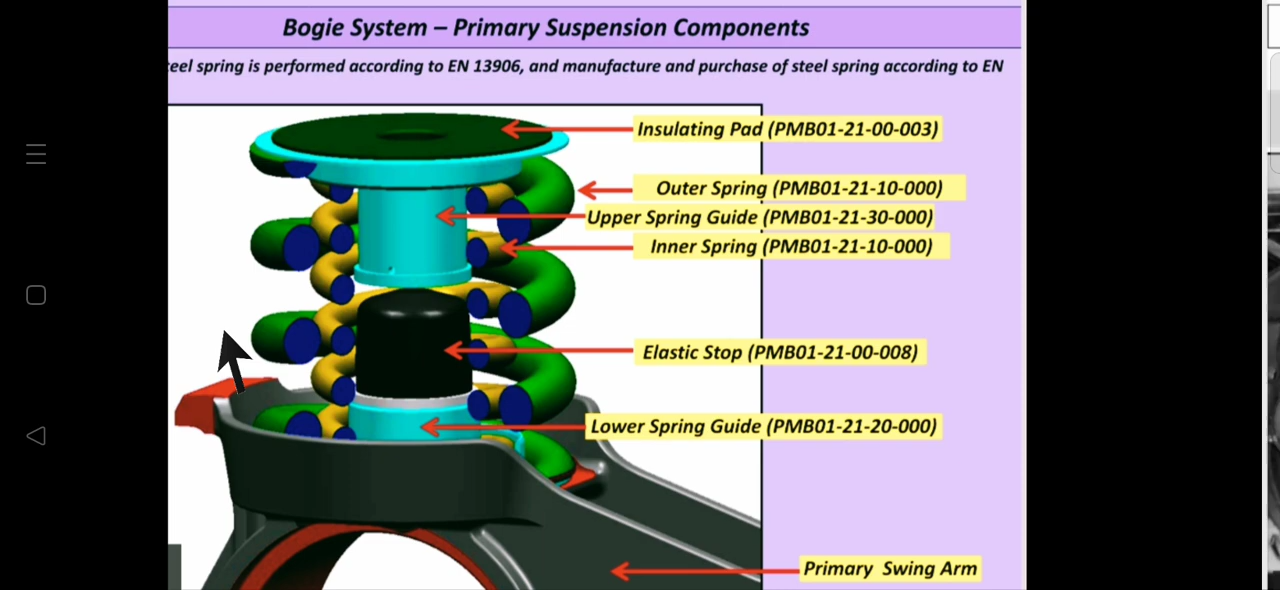 Bogie System – Primary Suspension Components
spring is performed according to EN 13906, and manufacture and purchase of steel spring according to EN
Insulating Pad (PMB01-21-00-003)
Outer Spring (PMB01-21-10-000)
Upper Spring Guide (PMB01-21-30-000)
Inner Spring (PMB01-21-10-000)
Elastic Stop (PMB01-21-00-008)
Lower Spring Guide (PMB01-21-20-000)
Primary Swing Arm